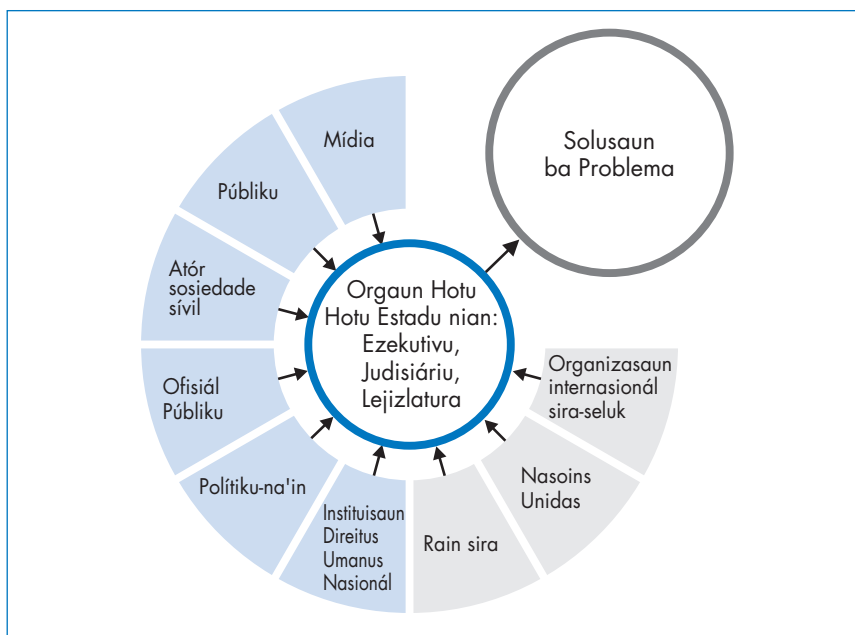 Mídia
Públiku
Atór
sosiedade
sívil
Ofisiál
Públiku
Polítiku-na'in
Instituisaun
Direitus
Umanus
Nasionál
Rain sira
Nasoins
Unidas
Organizasaun
internasionál
sira-seluk
Orgaun Hotu
Hotu Estadu nian:
Ezekutivu,
Judisiáriu,
Lejizlatura
Solusaun
ba Problema